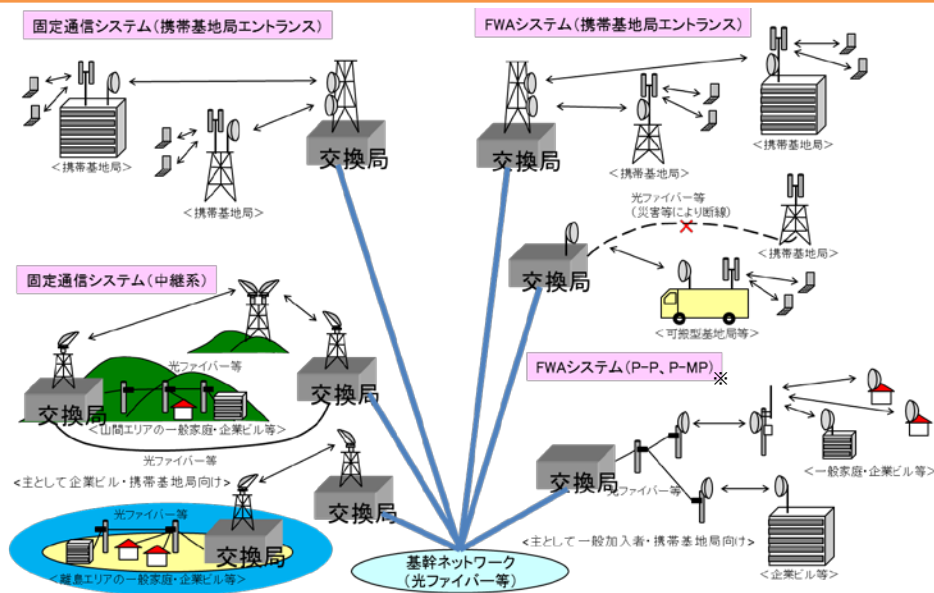 固定通信システム(携帯基地局エントランス)
<携帯基地局>
<携帯基地局>
交換局
FWAシステム(携帯基地局エントランス)
交換局
<携帯基地局>
<携帯基地局>
光ファイバー等
(災害等により断線)
<携帯基地局>
交換局
<可搬型基地局等>
固定通信システム(中継系)
光ファイバー等
交換局
交換局
<山間エリアの一般家庭・企業ビル等>
光ファイバー等
<主として企業ビル・携帯基地局向け>
交換局
光ファイバー等
交換局
<離島エリアの一般家庭・企業ビル等>
FWAシステム(P-P、P-MP)
※
交換局
光ファイバー等
<一般家庭・企業ビル等>
<主として一般加入者・携帯基地局向け>
<企業ビル等>
基幹ネットワーク
(光ファイバー等)